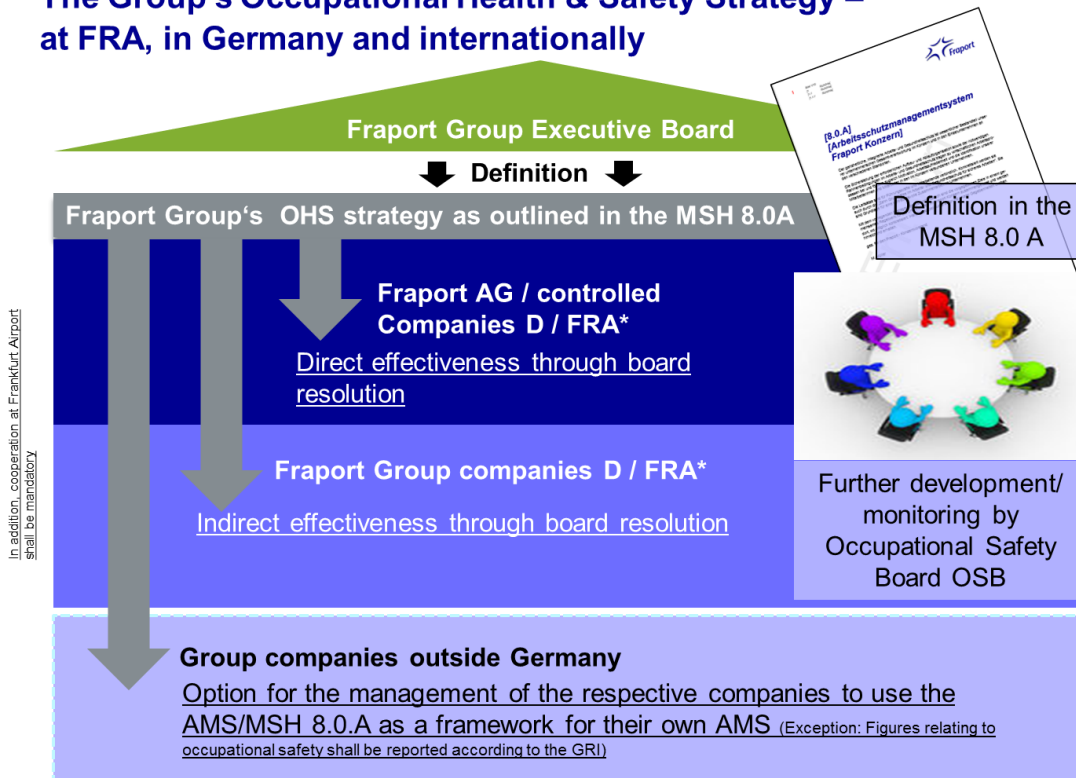 The Group's Occupational Health & Safety Strategy –
at FRA, in Germany and internationally
Fraport
[8.0.A]
[Arbeitsschutzmanagementsystem
Fraport Konzern]
Fraport Group Executive Board
Definition
Definition in the
MSH 8.0 A
Fraport Group‘s OHS strategy as outlined in the MSH 8.0A
Fraport AG / controlled
Companies D / FRA*
Direct effectiveness through board
resolution
In addition, cooperation at Frankfurt Airport
shall be mandatory
Fraport Group companies D / FRA*
Indirect effectiveness through board resolution
Further development/
monitoring by
Occupational Safety
Board OSB
Group companies outside Germany
Option for the management of the respective companies to use the
AMS/MSH 8.0.A as a framework for their own AMS (Exception: Figures relating to
occupational safety shall be reported according to the GRI)